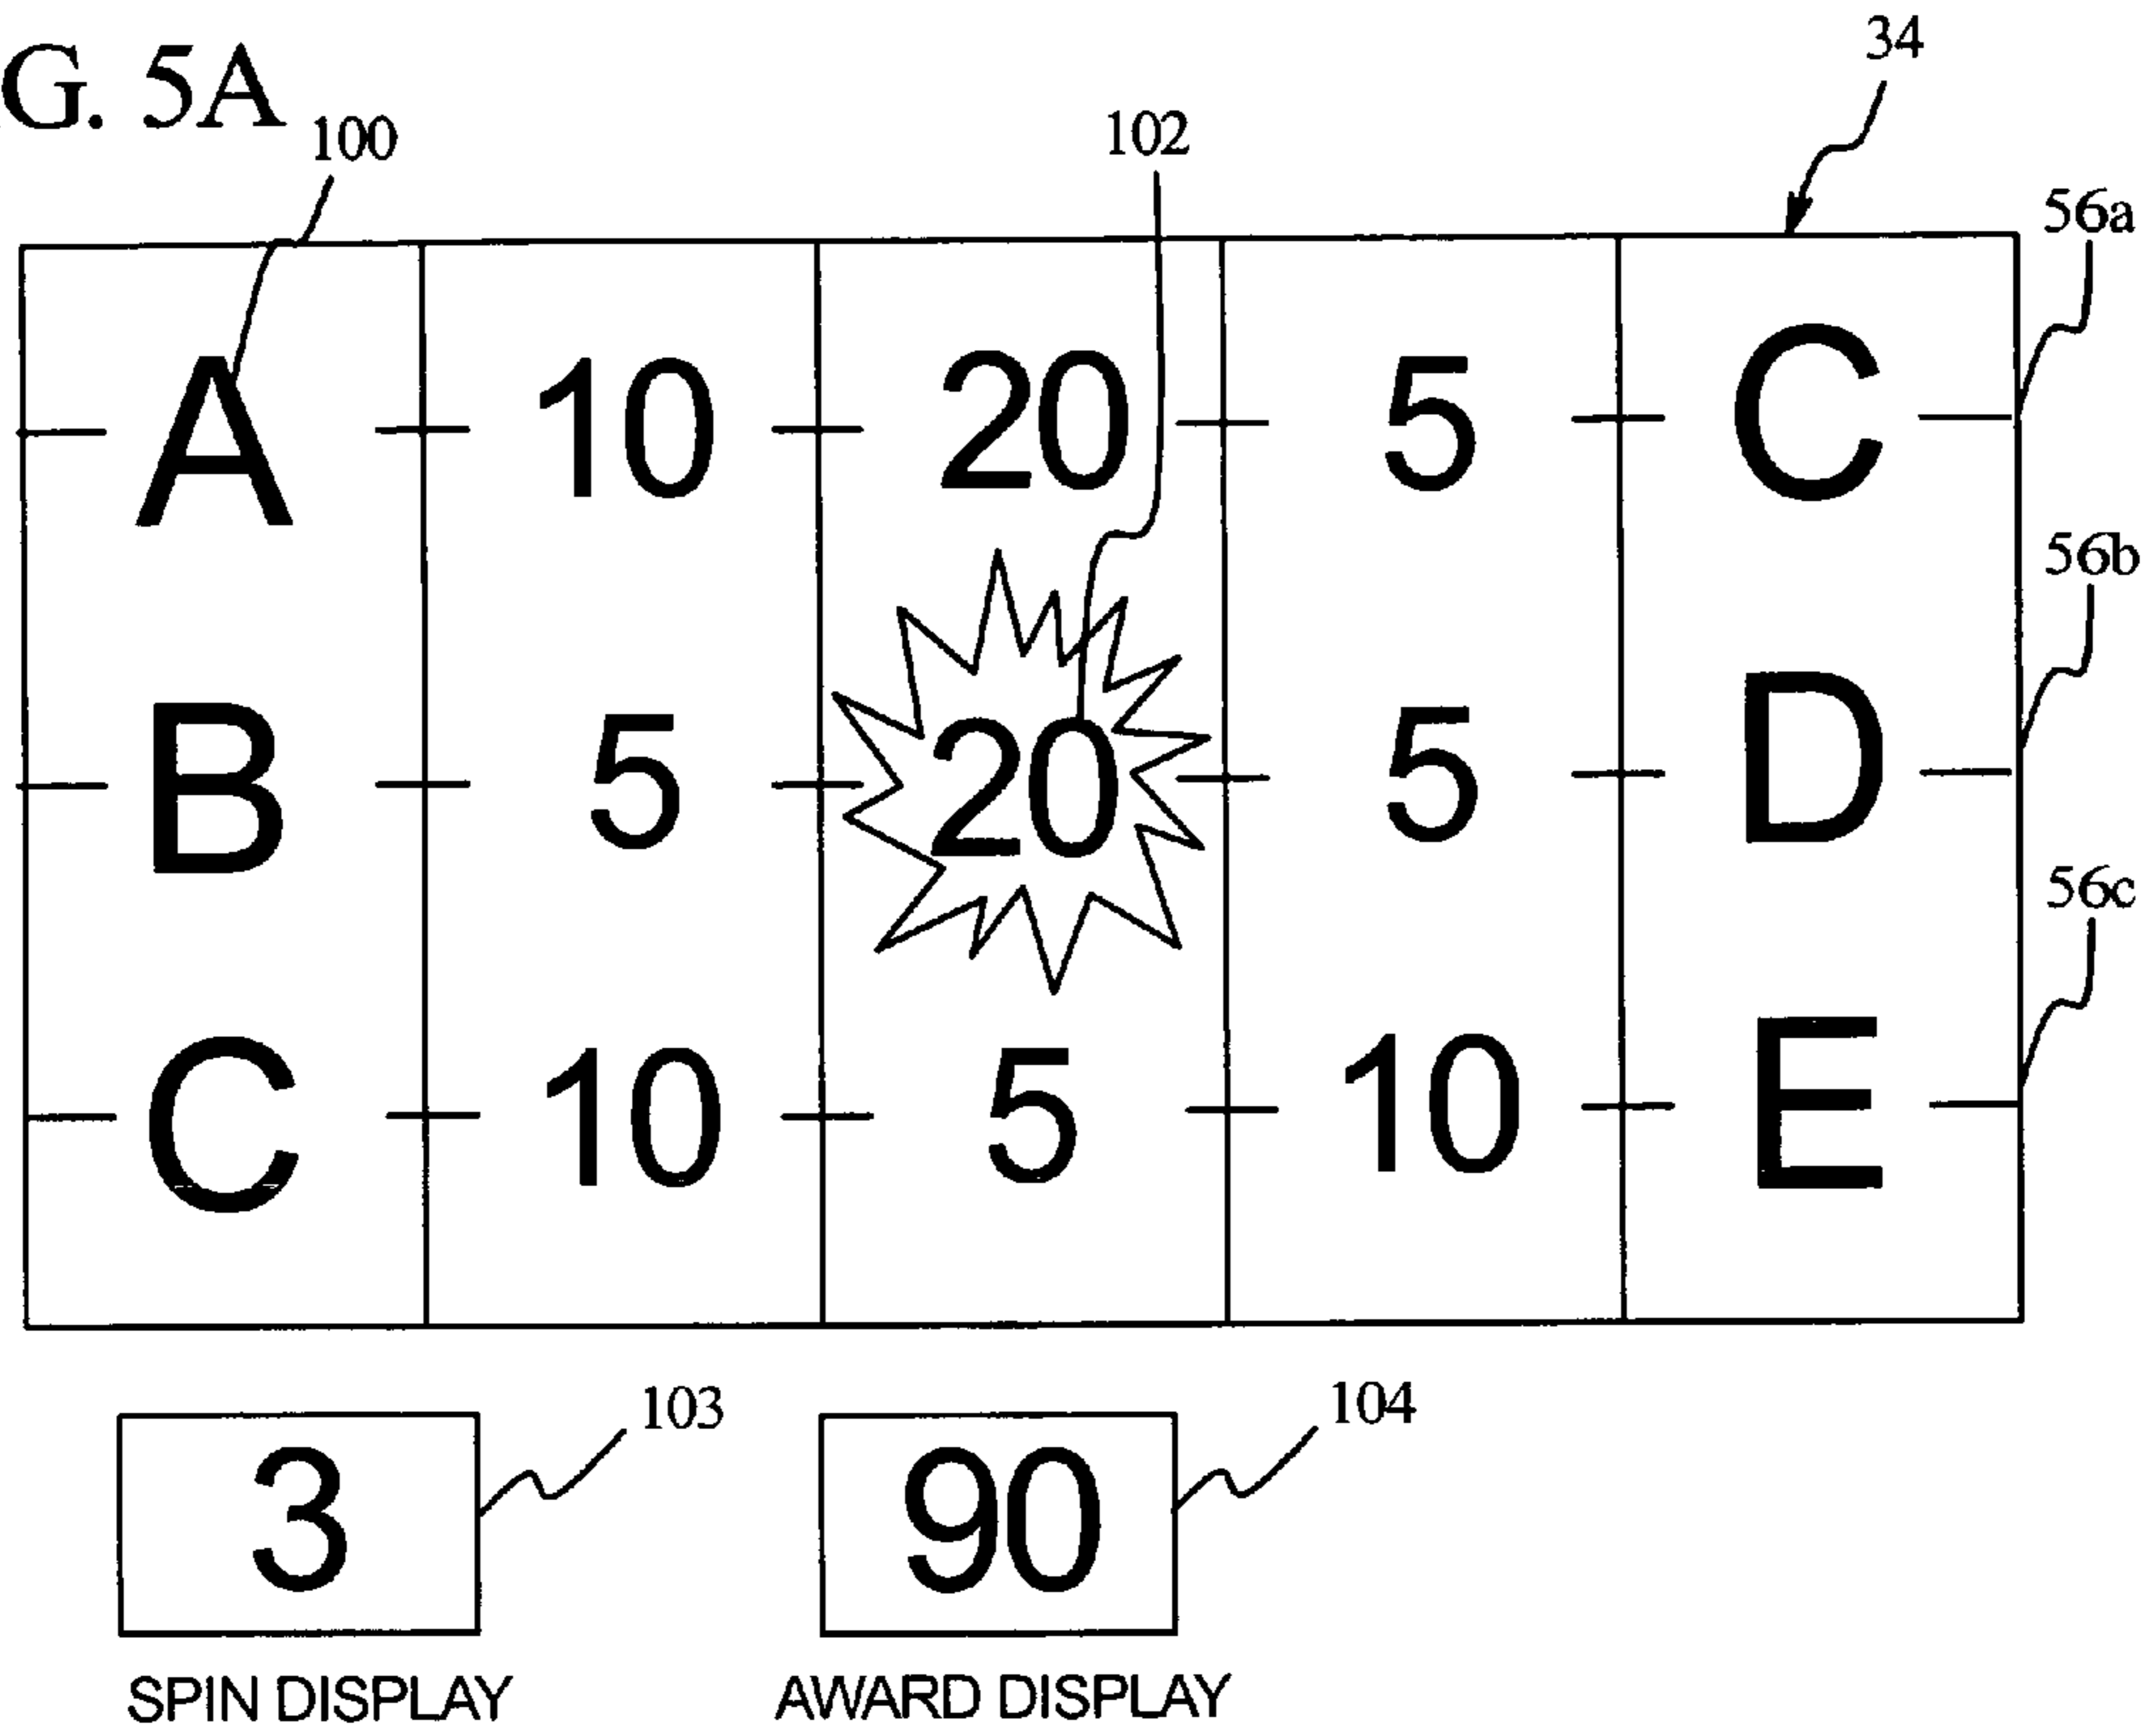 G. 5A
34
100
102
56a
A 10 20 5 C
56b
B 5 20 5 D
56c
C 10 5 10 E
103
104
3
90
SPIN DISPLAY
AWARD DISPLAY